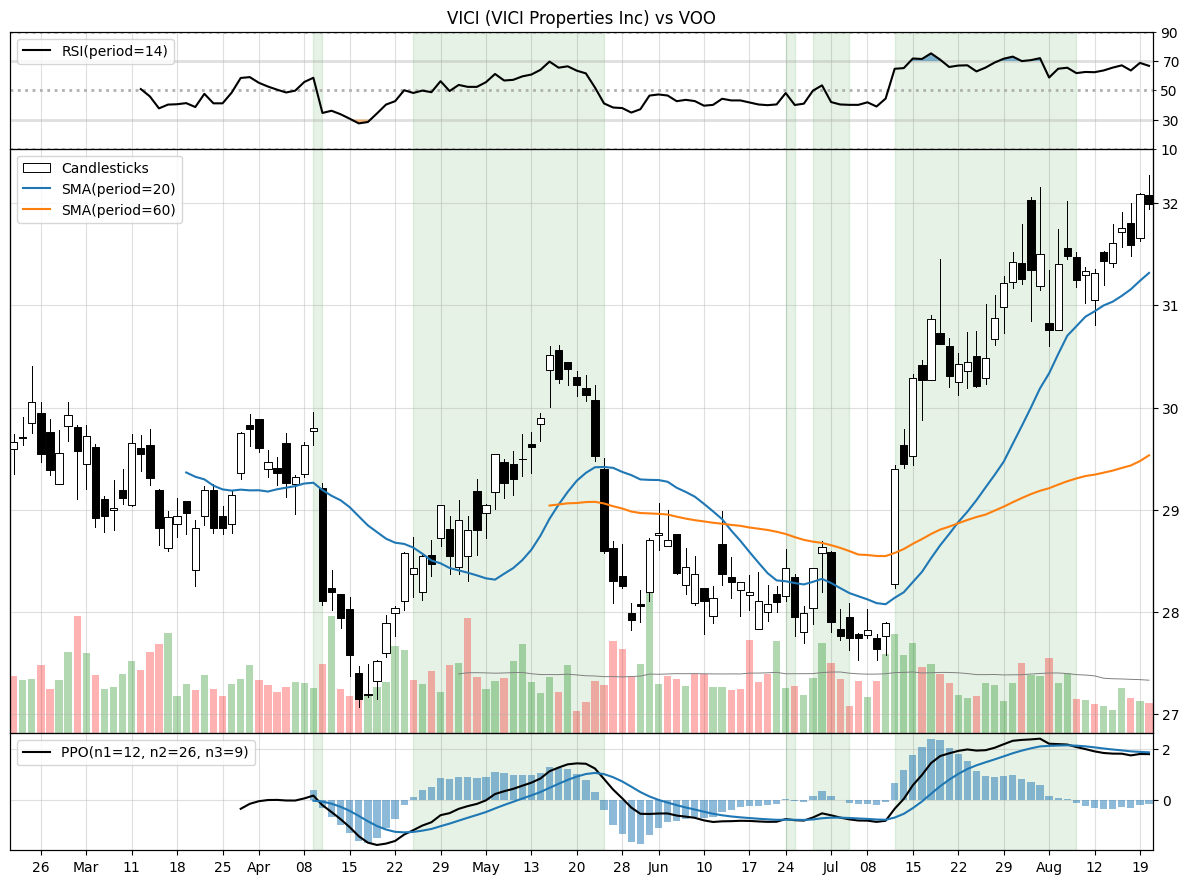 VICI (VICI Properties Inc) vs VOO
RSI(period=14)
90
70
50
30
10
Candlesticks
SMA(period=20)
SMA(period=60)
32
31
30
29
28
27
PPO(n1=12, n2=26, n3=9)
2
0
26 Mar 11 18 25 Apr 08 15 22 29 May 13 20 28 Jun 10 17 24 Jul 08 15 22 29 Aug 12 19